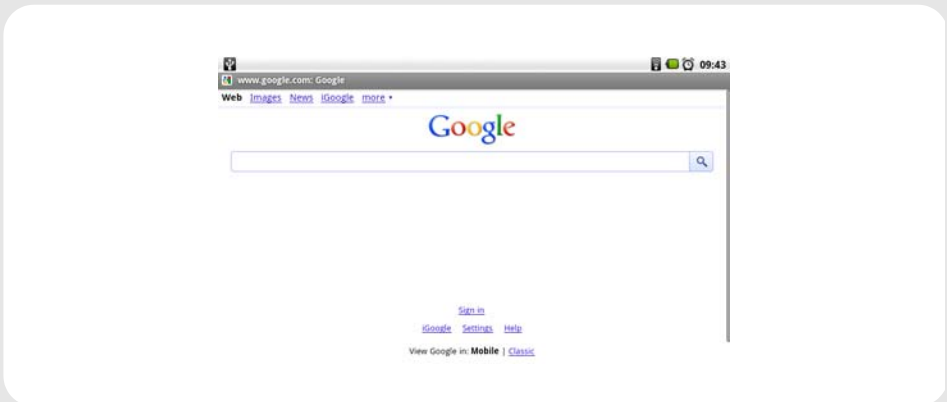 09:43
www.google.com: Google
Web Images News iGoogle more
Google
Sign in
iGoogle Settings Help
View Google in: Mobile | Classic